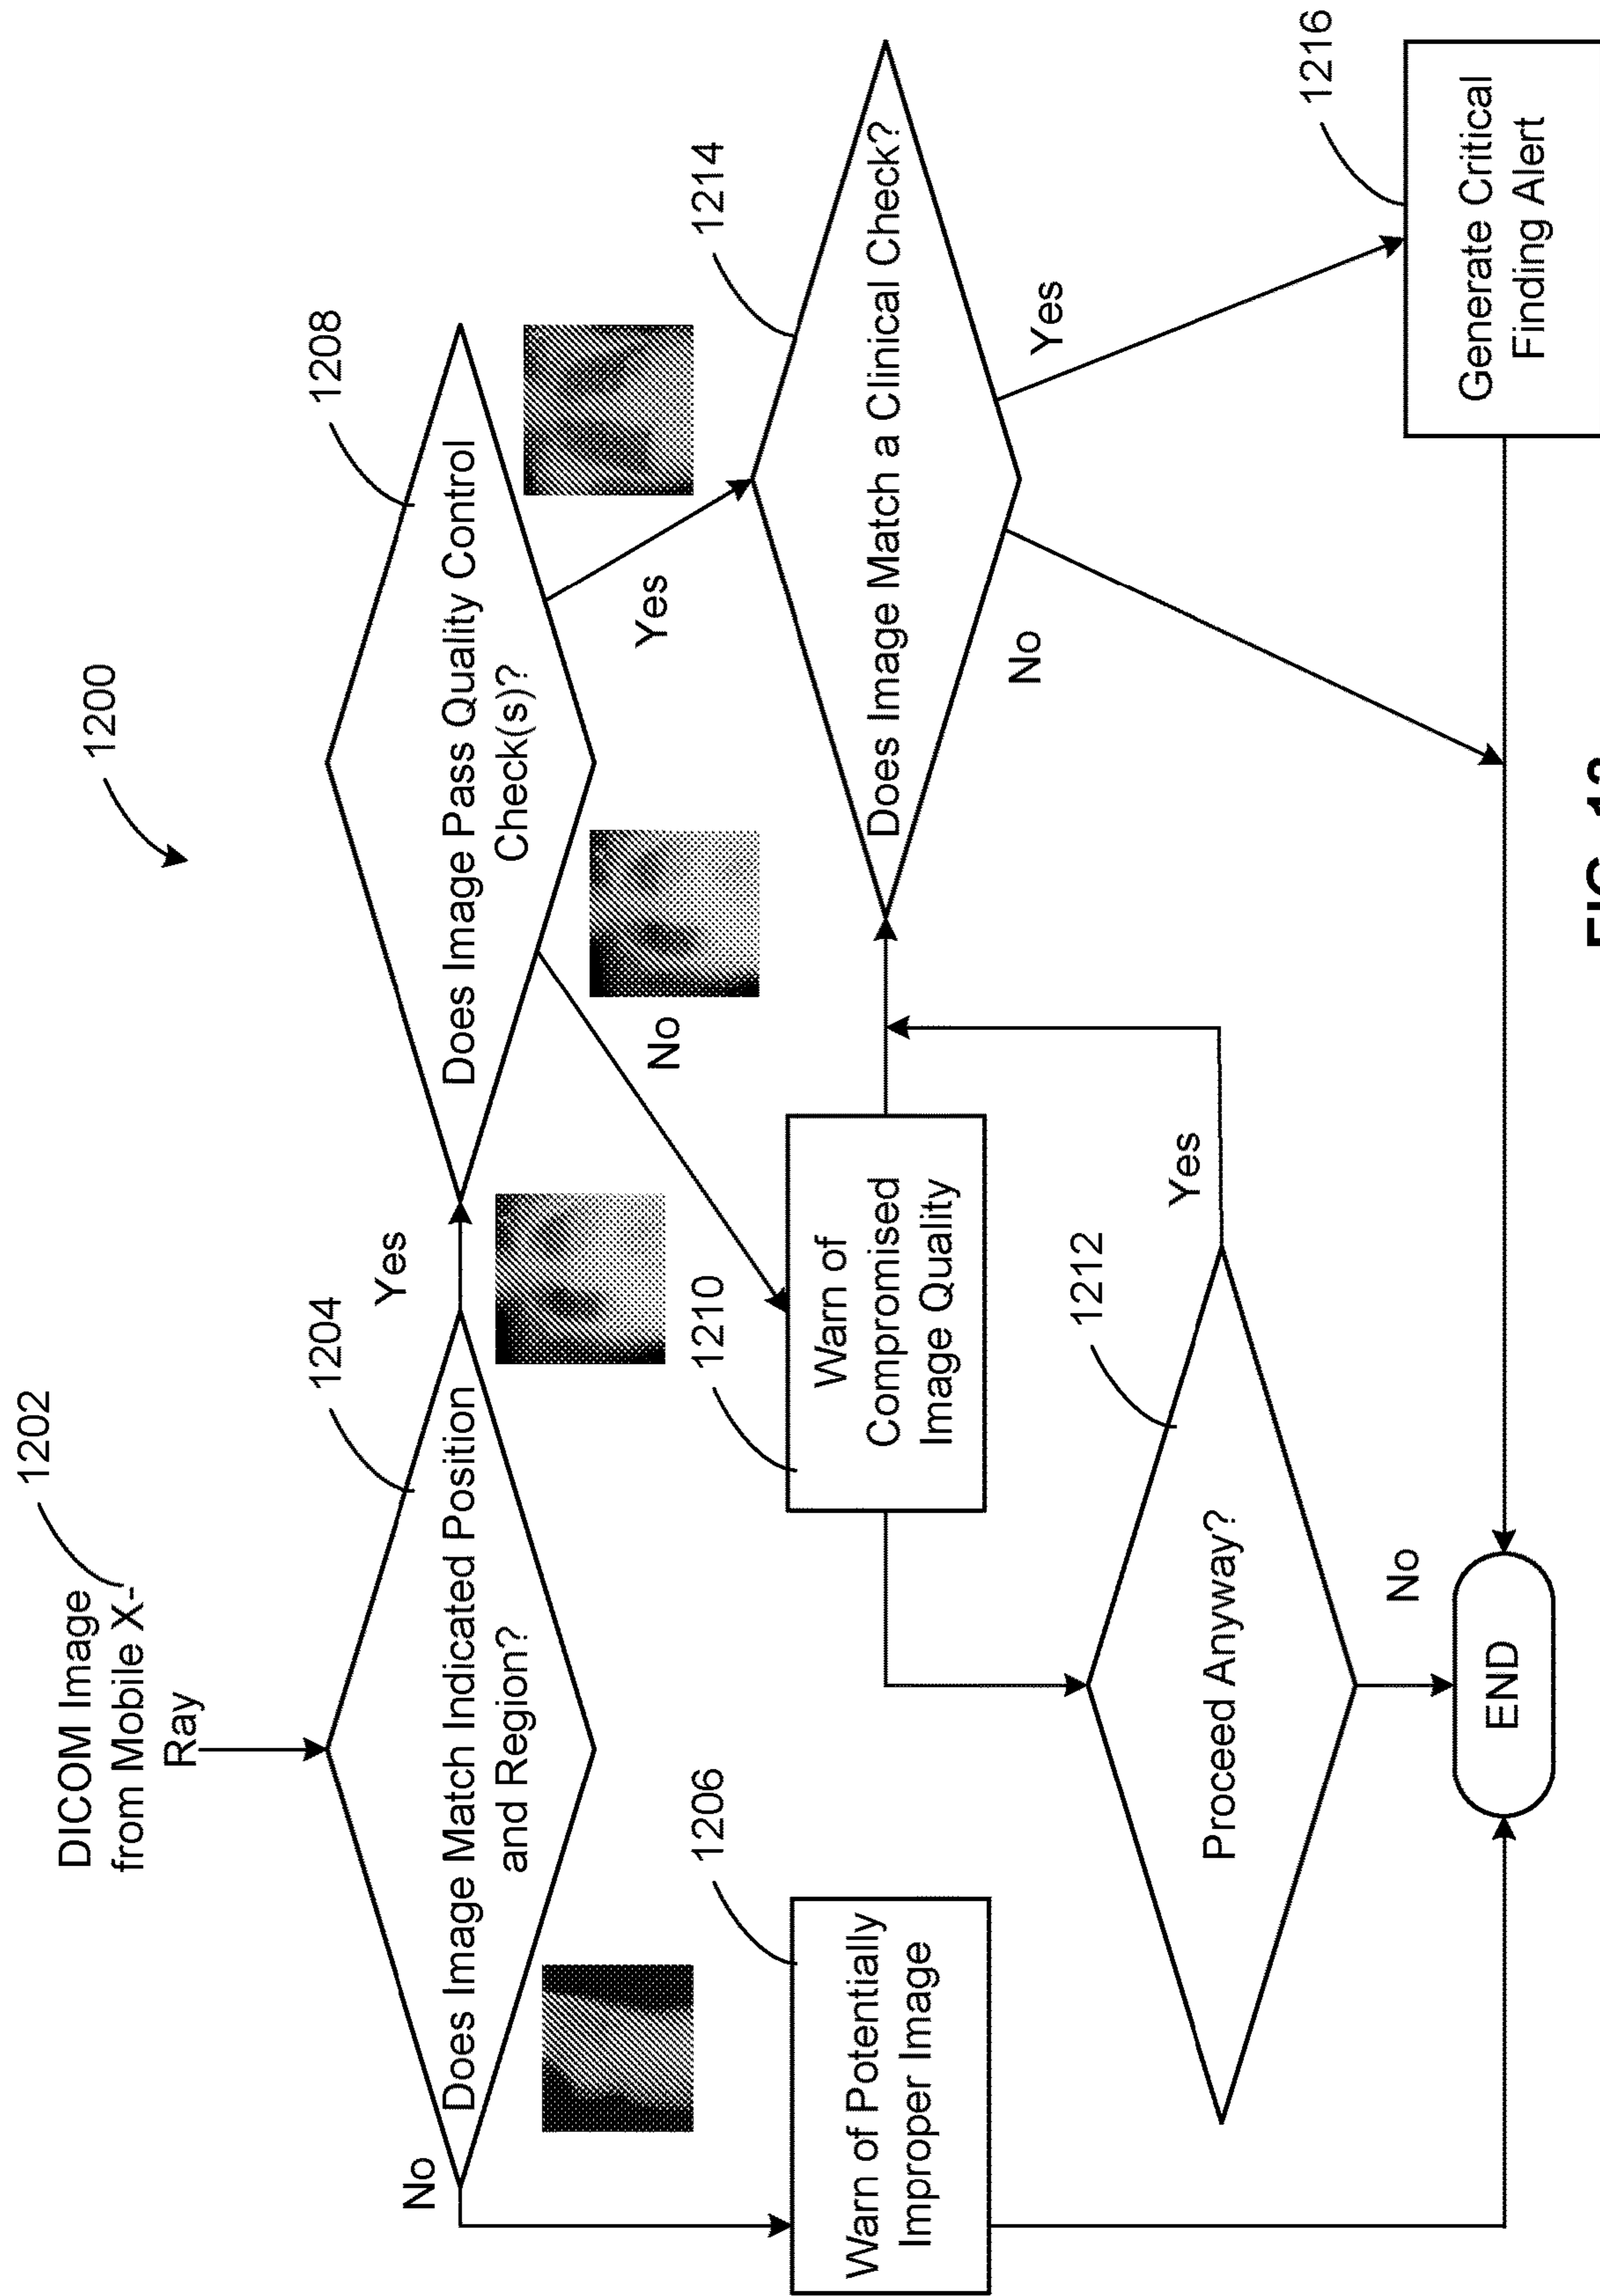 1200
1202
DICOM Image
from Mobile X-
Ray
1204
Does Image Match Indicated Position
and Region?
Yes
No
1208
Does Image Pass Quality Control
Check(s)?
Yes
No
1206
Warn of Potentially
Improper Image
1210
Warn of
Compromised
Image Quality
1214
Does Image Match a Clinical Check?
Yes
No
1212
Proceed Anyway?
Yes
No
1216
Generate Critical
Finding Alert
END
FIG.